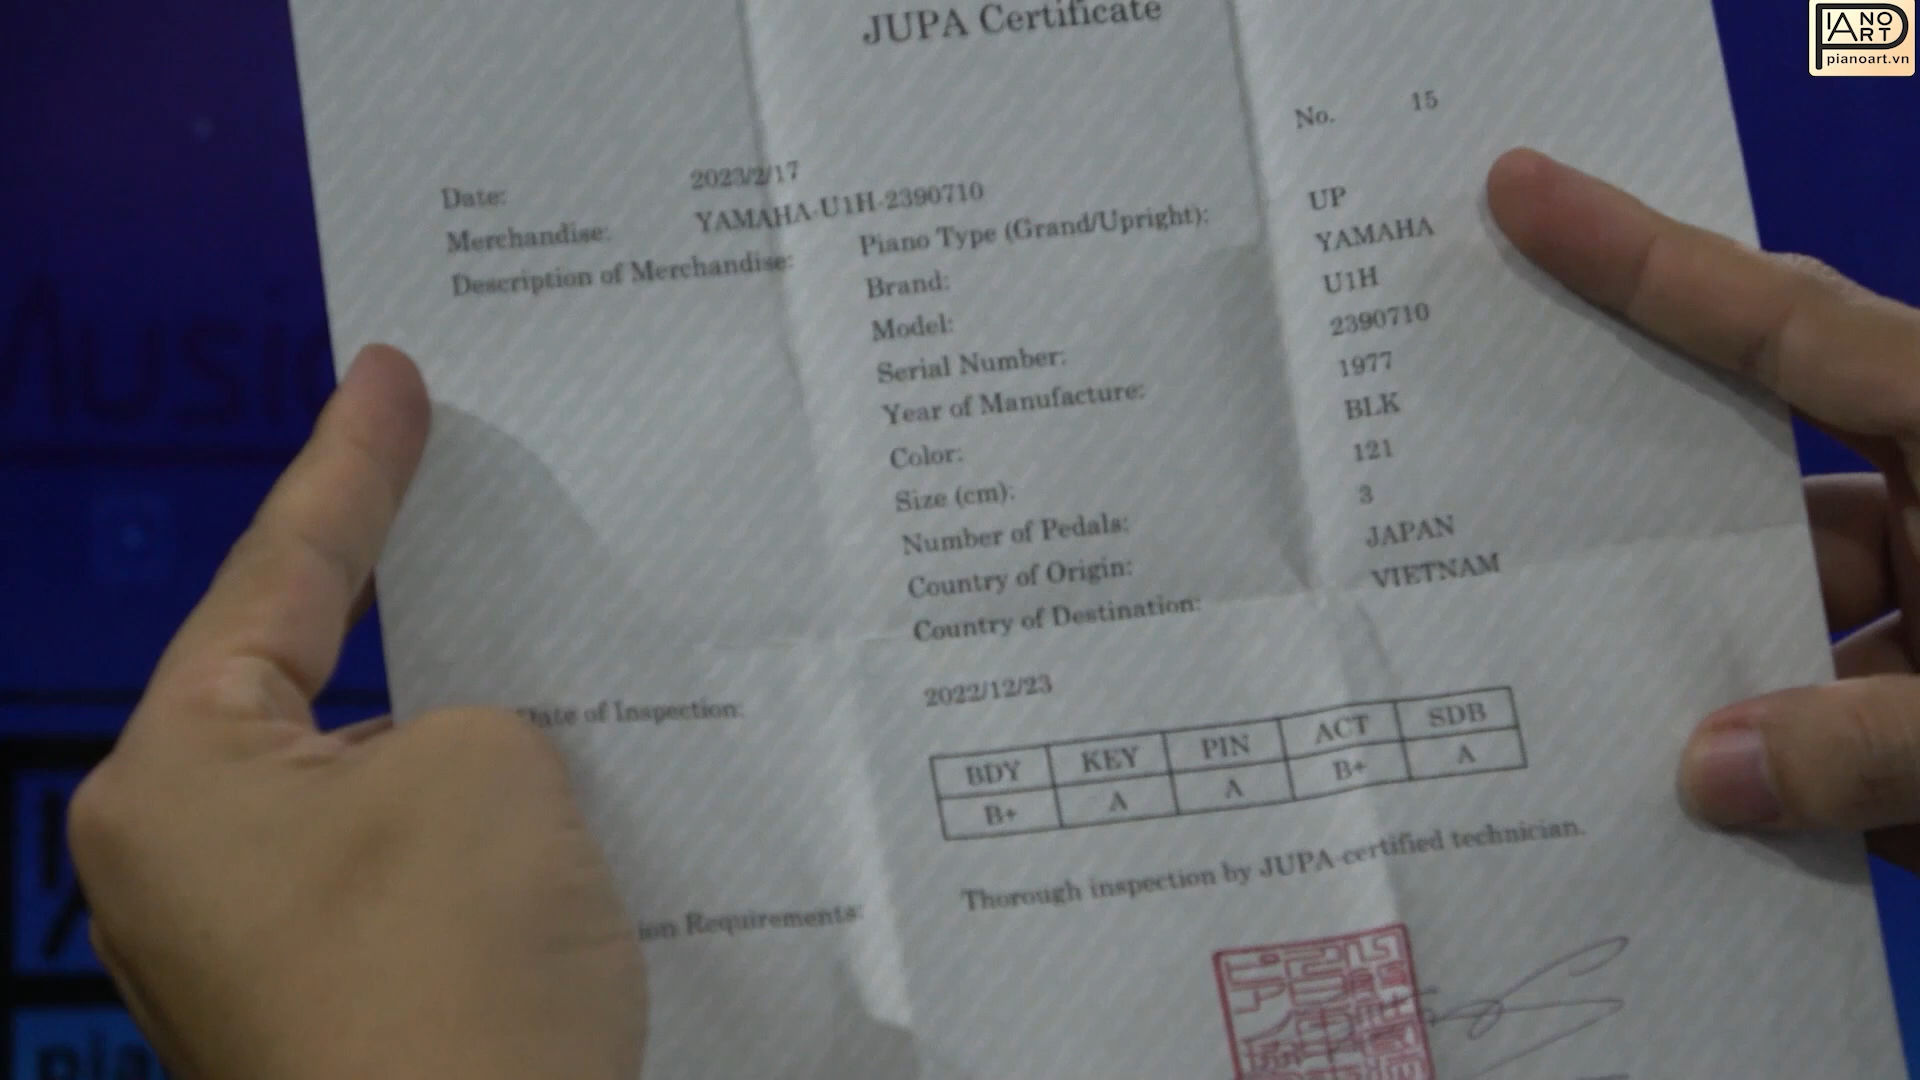 PIANO ART
pianoart.vn
JUPA Certificate
No. 15
Date: 2023/2/17
Merchandise: YAMAHA-U1H-2390710
Description of Merchandise: Piano Type (Grand/Upright): UP
Brand: YAMAHA
Model: U1H
Serial Number: 2390710
Year of Manufacture: 1977
Color: BLK
Size (cm): 121
Number of Pedals: 3
Country of Origin: JAPAN
Country of Destination: VIETNAM
Date of Inspection: 2022/12/23
BDY KEY PIN ACT SDB
B+ A A B+ A
ion Requirements: Thorough inspection by JUPA-certified technician.
Music